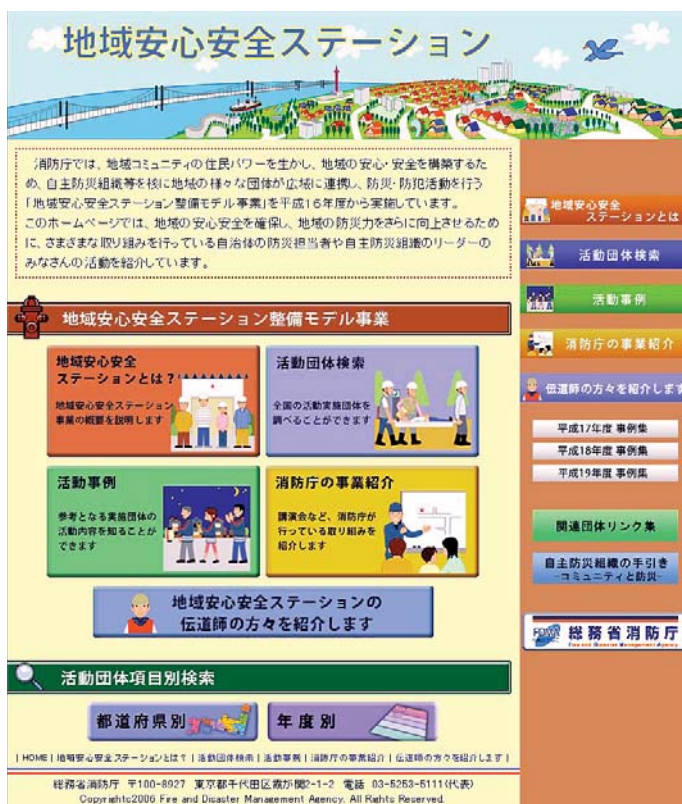 地域安心安全ステーション
消防庁では、地域コミュニティの住民パワーを生かし、地域の安心・安全を構築するた
め、自主防災組織等を核に地域の様々な団体が広域に連携し、防災・防犯活動を行う
「地域安心安全ステーション整備モデル事業」を平成16年度から実施しています。
このホームページでは、地域の安心安全を確保し、地域の防災力をさらに向上させるため
に、さまざまな取り組みを行っている自治体の防災担当者や自主防災組織のリーダーの
みなさんの活動を紹介しています。
地域安心安全ステーション整備モデル事業
地域安心安全
ステーションとは?
地域安心安全ステーション
事業の概要を説明します
活動団体検索
全国の活動実施団体を
調べることができます
活動事例
参考となる実施団体の
活動内容を知ることが
できます
消防庁の事業紹介
講演会など、消防庁が
行っている取り組みを
紹介します
地域安心安全ステーションの
伝道師の方々を紹介します
活動団体項目別検索
都道府県別
年度別
| HOME | 地域安心安全ステーションとは? | 活動団体検索 | 活動事例 | 消防庁の事業紹介 | 伝道師の方々を紹介します |
総務省消防庁 〒100-8927 東京都千代田区霞が関2-1-2 電話 03-5253-5111(代表)
Copyrights2006 Fire and Disaster Management Agency. All Rights Reserved.
地域安心安全
ステーションとは
活動団体検索
活動事例
消防庁の事業紹介
伝道師の方々を紹介します
平成17年度 事例集
平成18年度 事例集
平成19年度 事例集
関連団体リンク集
自主防災組織の手引き
-コミュニティと防災-
FDMA 総務省消防庁
Fire and Disaster Management Agency